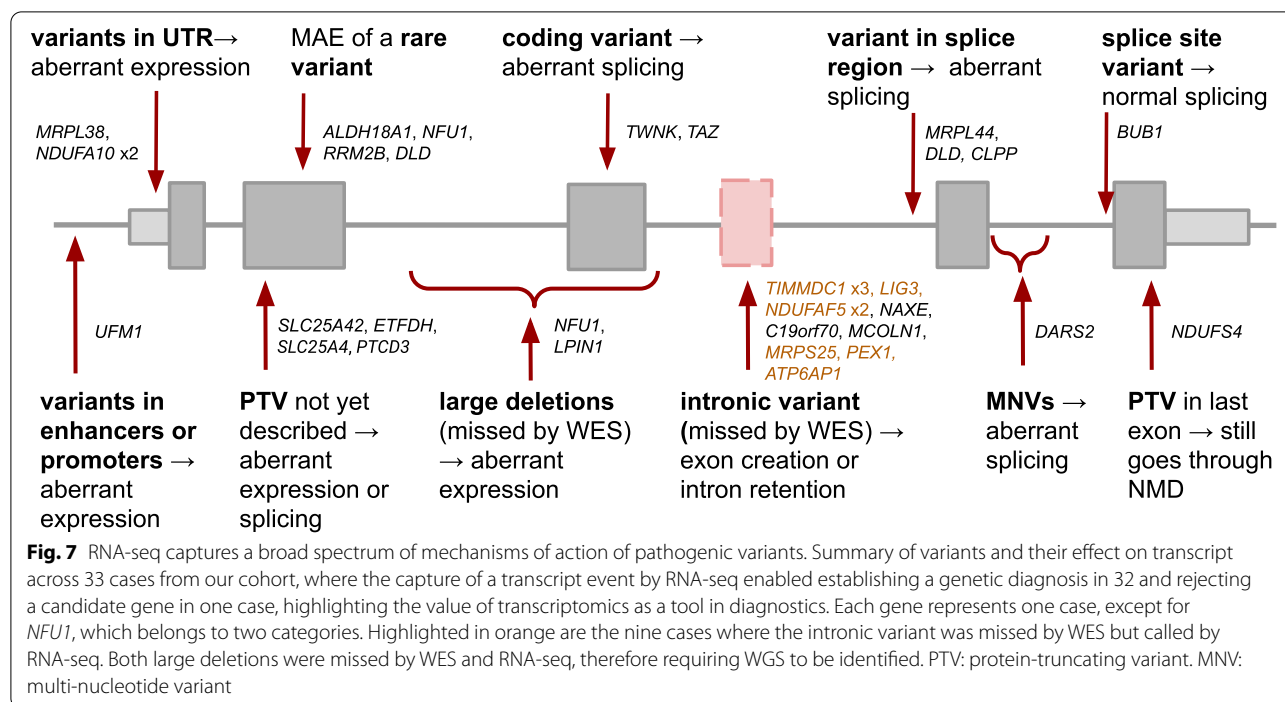 variants in UTR→
aberrant expression
MAE of a rare
variant
coding variant →
aberrant splicing
variant in splice
region → aberrant
splicing
splice site
variant →
normal splicing
MRPL38,
NDUFA10 x2
ALDH18A1, NFU1,
RRM2B, DLD
TWNK, TAZ
MRPL44,
DLD, CLPP
BUB1
UFM1
SLC25A42, ETFDH,
SLC25A4, PTCD3
NFU1,
LPIN1
TIMMDC1 x3, LIG3,
NDUFAF5 x2, NAXE,
C19orf70, MCOLN1,
MRPS25, PEX1,
ATP6AP1
DARS2
NDUFS4
variants in
enhancers or
promoters →
aberrant
expression
PTV not yet
described →
aberrant
expression or
splicing
large deletions
(missed by WES)
→ aberrant
expression
intronic variant
(missed by WES) →
exon creation or
intron retention
MNVs →
aberrant
splicing
PTV in last
exon → still
goes through
NMD
Fig. 7 RNA-seq captures a broad spectrum of mechanisms of action of pathogenic variants. Summary of variants and their effect on transcript
across 33 cases from our cohort, where the capture of a transcript event by RNA-seq enabled establishing a genetic diagnosis in 32 and rejecting
a candidate gene in one case, highlighting the value of transcriptomics as a tool in diagnostics. Each gene represents one case, except for
NFU1, which belongs to two categories. Highlighted in orange are the nine cases where the intronic variant was missed by WES but called by
RNA-seq. Both large deletions were missed by WES and RNA-seq, therefore requiring WGS to be identified. PTV: protein-truncating variant. MNV:
multi-nucleotide variant